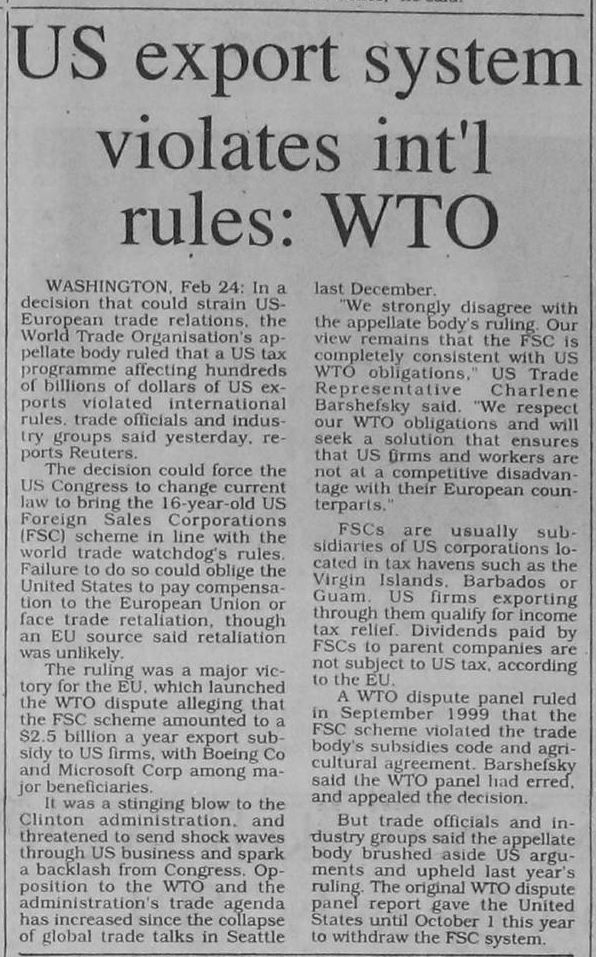 US export system
violates int'l
rules: WTO
WASHINGTON, Feb 24: In a
decision that could strain US-
European trade relations, the
World Trade Organisation's ap-
pellate body ruled that a US tax
programme affecting hundreds
of billions of dollars of US ex-
ports violated international
rules, trade officials and indus-
try groups said yesterday, re-
ports Reuters.
The decision could force the
US Congress to change current
law to bring the 16-year-old US
Foreign Sales Corporations
(FSC) scheme in line with the
world trade watchdog's rules.
Failure to do so could oblige the
United States to pay compensa-
tion to the European Union or
face trade retaliation, though
an EU source said retaliation
was unlikely.
The ruling was a major vic-
tory for the EU, which launched
the WTO dispute alleging that
the FSC scheme amounted to a
$2.5 billion a year export sub-
sidy to US firms, with Boeing Co
and Microsoft Corp among ma-
jor beneficiaries.
It was a stinging blow to the
Clinton administration, and
threatened to send shock waves
through US business and spark
a backlash from Congress. Op-
position to the WTO and the
administration's trade agenda
has increased since the collapse
of global trade talks in Seattle
last December.
"We strongly disagree with
the appellate body's ruling. Our
view remains that the FSC is
completely consistent with US
WTO obligations," US Trade
Representative Charlene
Barshefsky said. "We respect
our WTO obligations and will
seek a solution that ensures
that US firms and workers are
not at a competitive disadvan-
tage with their European coun-
terparts."
FSCs are usually sub-
sidiaries of US corporations lo-
cated in tax havens such as the
Virgin Islands, Barbados or
Guam. US firms exporting
through them qualify for income
tax relief. Dividends paid by
FSCs to parent companies are
not subject to US tax, according
to the EU.
A WTO dispute panel ruled
in September 1999 that the
FSC scheme violated the trade
body's subsidies code and agri-
cultural agreement. Barshefsky
said the WTO panel had erred,
and appealed the decision.
But trade officials and in-
dustry groups said the appellate
body brushed aside US argu-
ments and upheld last year's
ruling. The original WTO dispute
panel report gave the United
States until October 1 this year
to withdraw the FSC system.